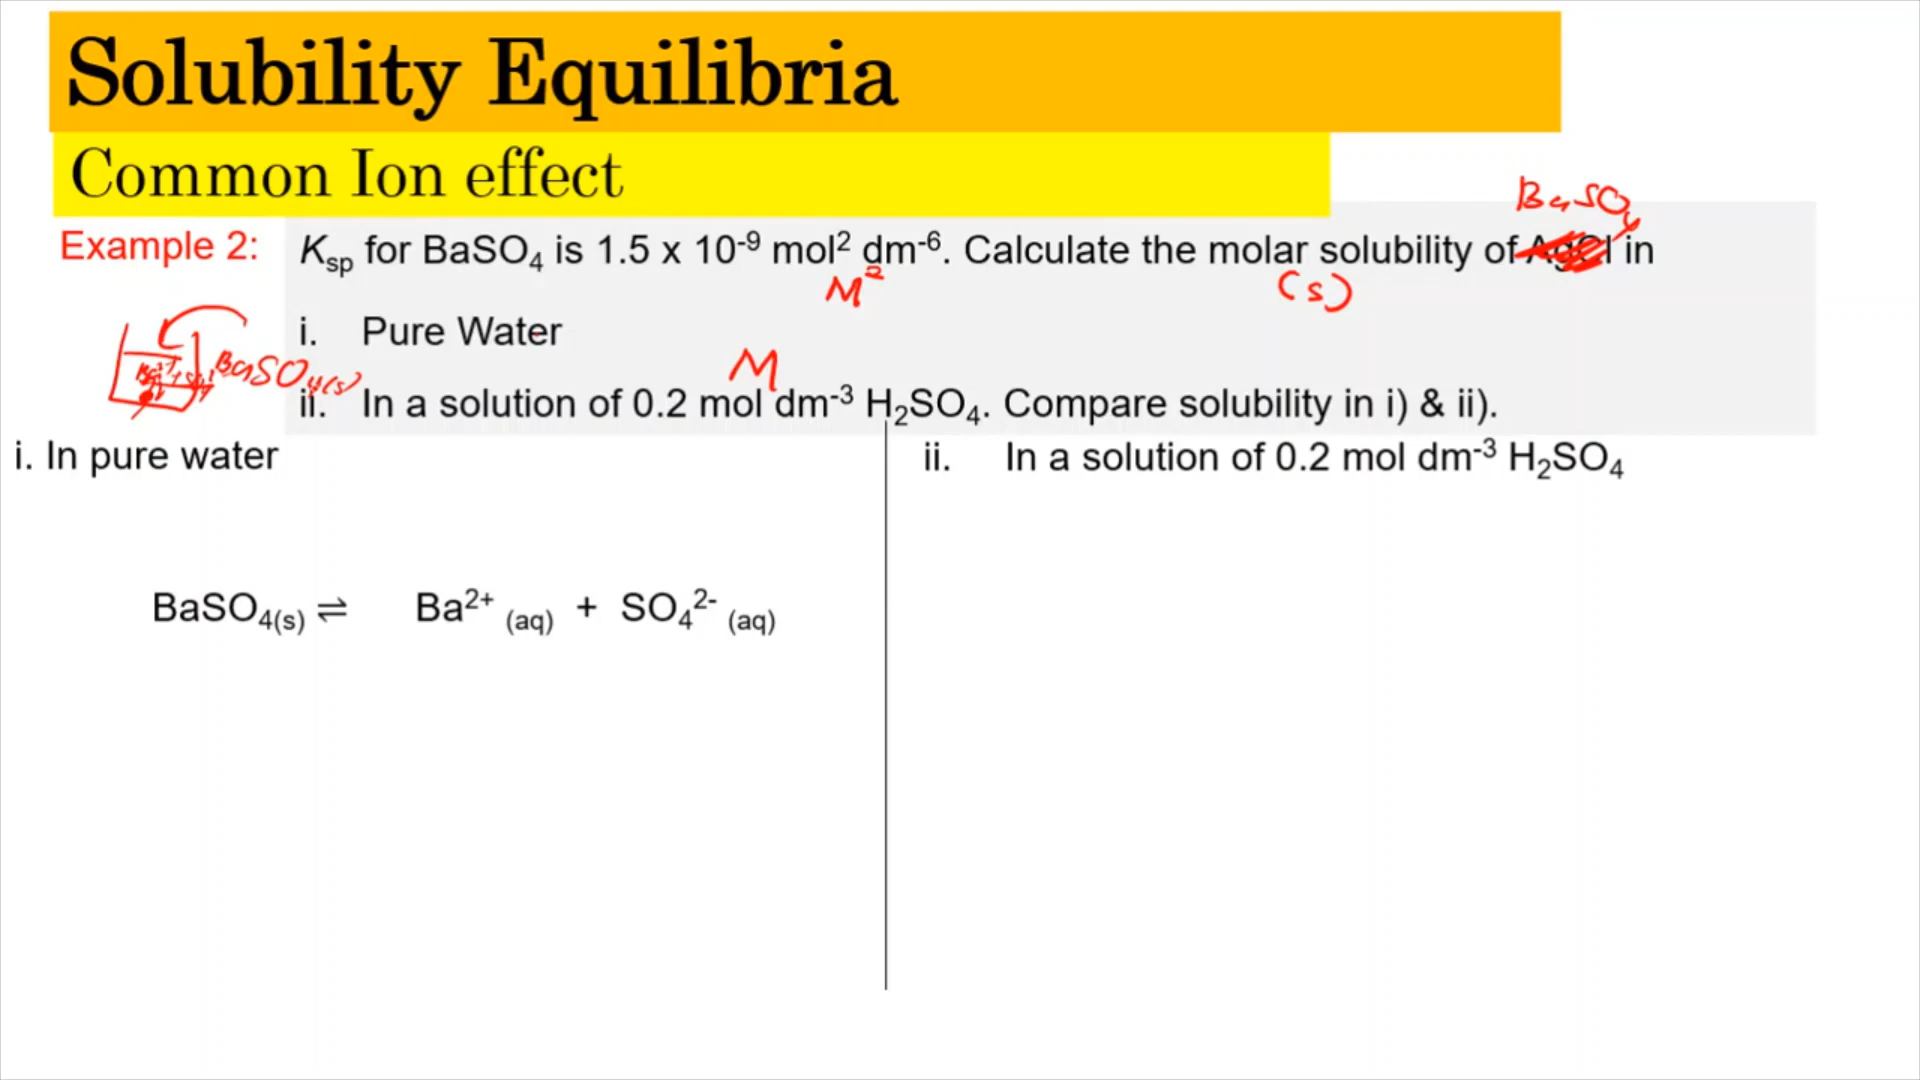 Solubility Equilibria
Common Ion effect
BaSO₄
Example 2: Kₛₚ for BaSO₄ is 1.5 x 10⁻⁹ mol² dm⁻⁶. Calculate the molar solubility of AgCl in
M² (s)
i. Pure Water
BaSO₄(s) M
ii. In a solution of 0.2 mol dm⁻³ H₂SO₄. Compare solubility in i) & ii).
i. In pure water
ii. In a solution of 0.2 mol dm⁻³ H₂SO₄
BaSO₄(s) ⇌ Ba²⁺ (aq) + SO₄²⁻ (aq)